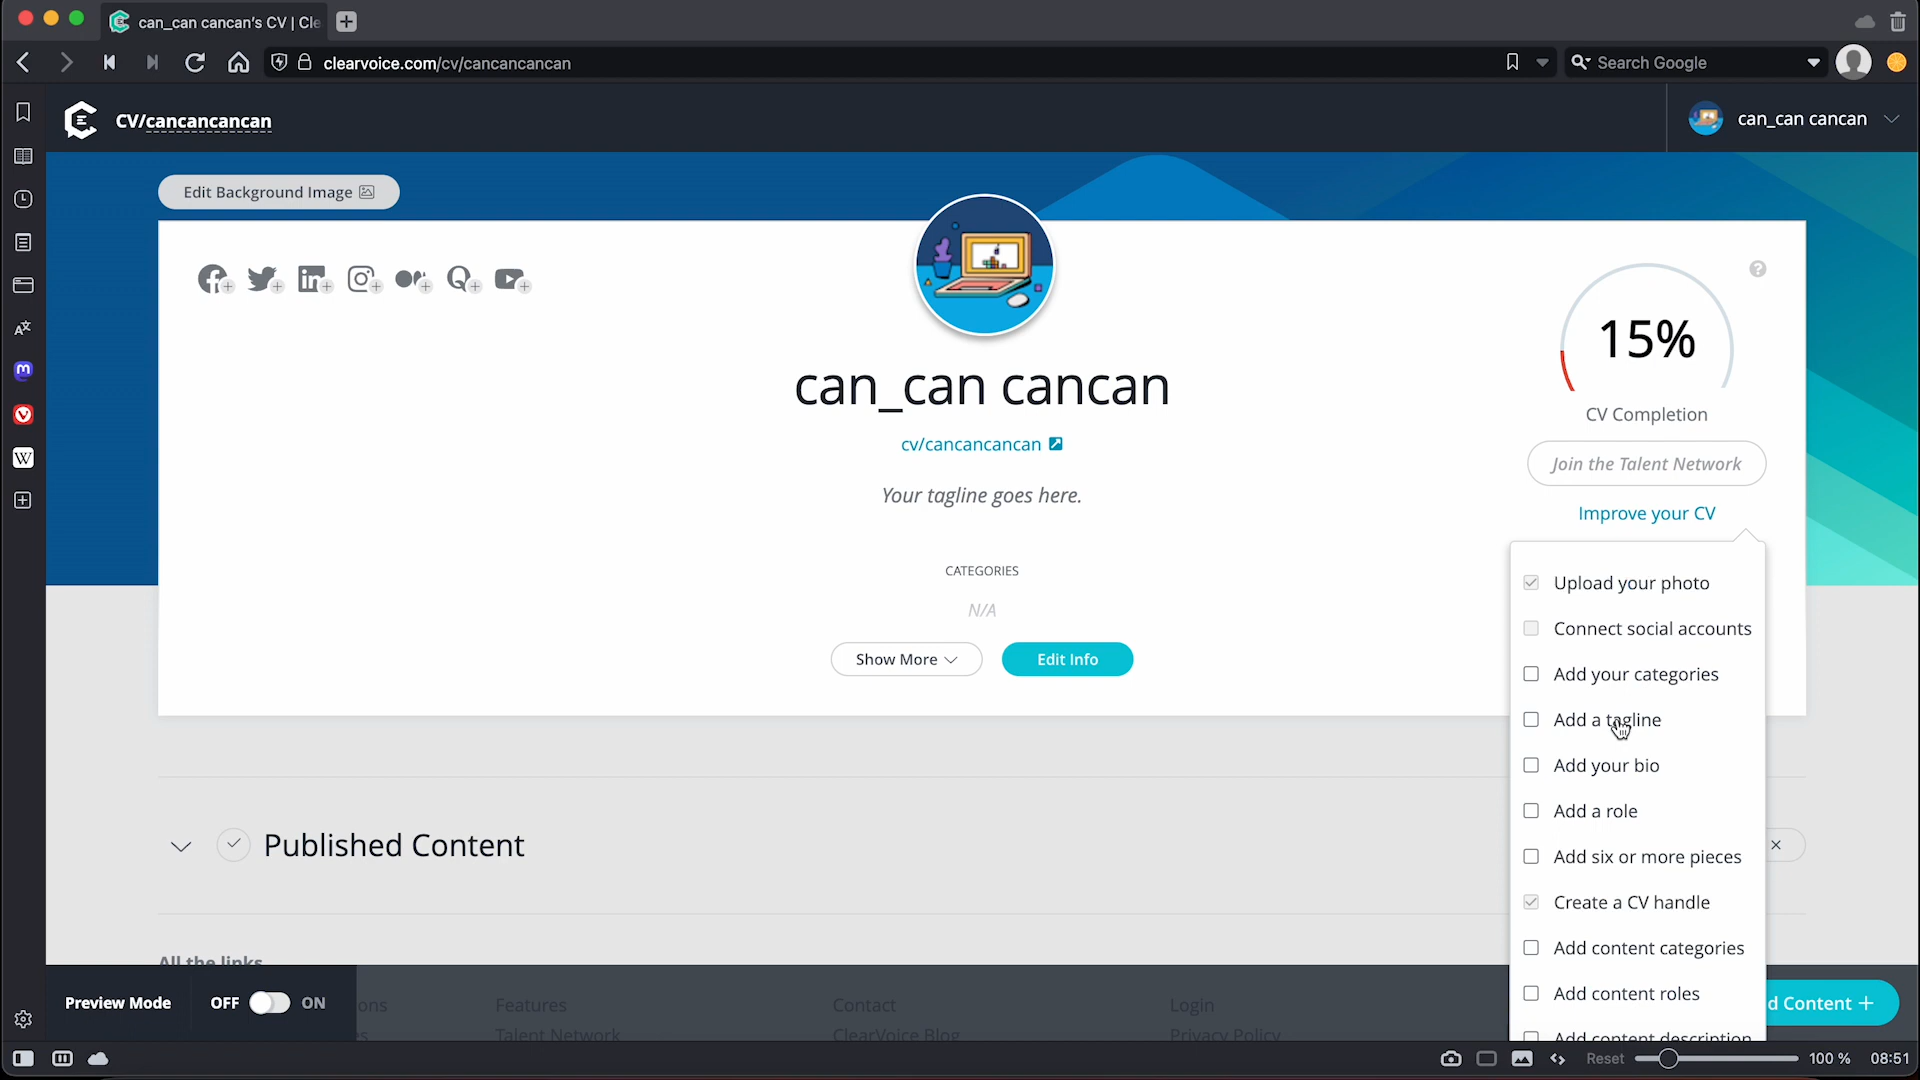 can_can cancan's CV | Cle
clearvoice.com/cv/cancancancan
Search Google
CV/cancancancan
can_can cancan
Edit Background Image
15%
CV Completion
can_can cancan
cv/cancancancan
Join the Talent Network
Your tagline goes here.
Improve your CV
CATEGORIES
N/A
Show More
Edit Info
Upload your photo
Connect social accounts
Add your categories
Add a tagline
Add your bio
Add a role
Add six or more pieces
Create a CV handle
Add content categories
Add content roles
Add content description
Published Content
All the links
Preview Mode OFF ON
ons
Features
Contact
Login
Talent Network
ClearVoice Blog
Privacy Policy
d Content +
Reset
100 %
08:51